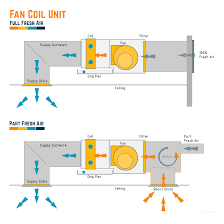 FAN COIL UNIT
FULL FRESH AIR
Supply Ductwork
Coil
Fan
Filter
100%
Fresh Air
Supply Grille
Drip Pan
Ceiling
PART FRESH AIR
Supply Ductwork
Coil
Fan
Filter
Part
Fresh Air
Supply Grille
Drip Pan
Ceiling
Return Grille